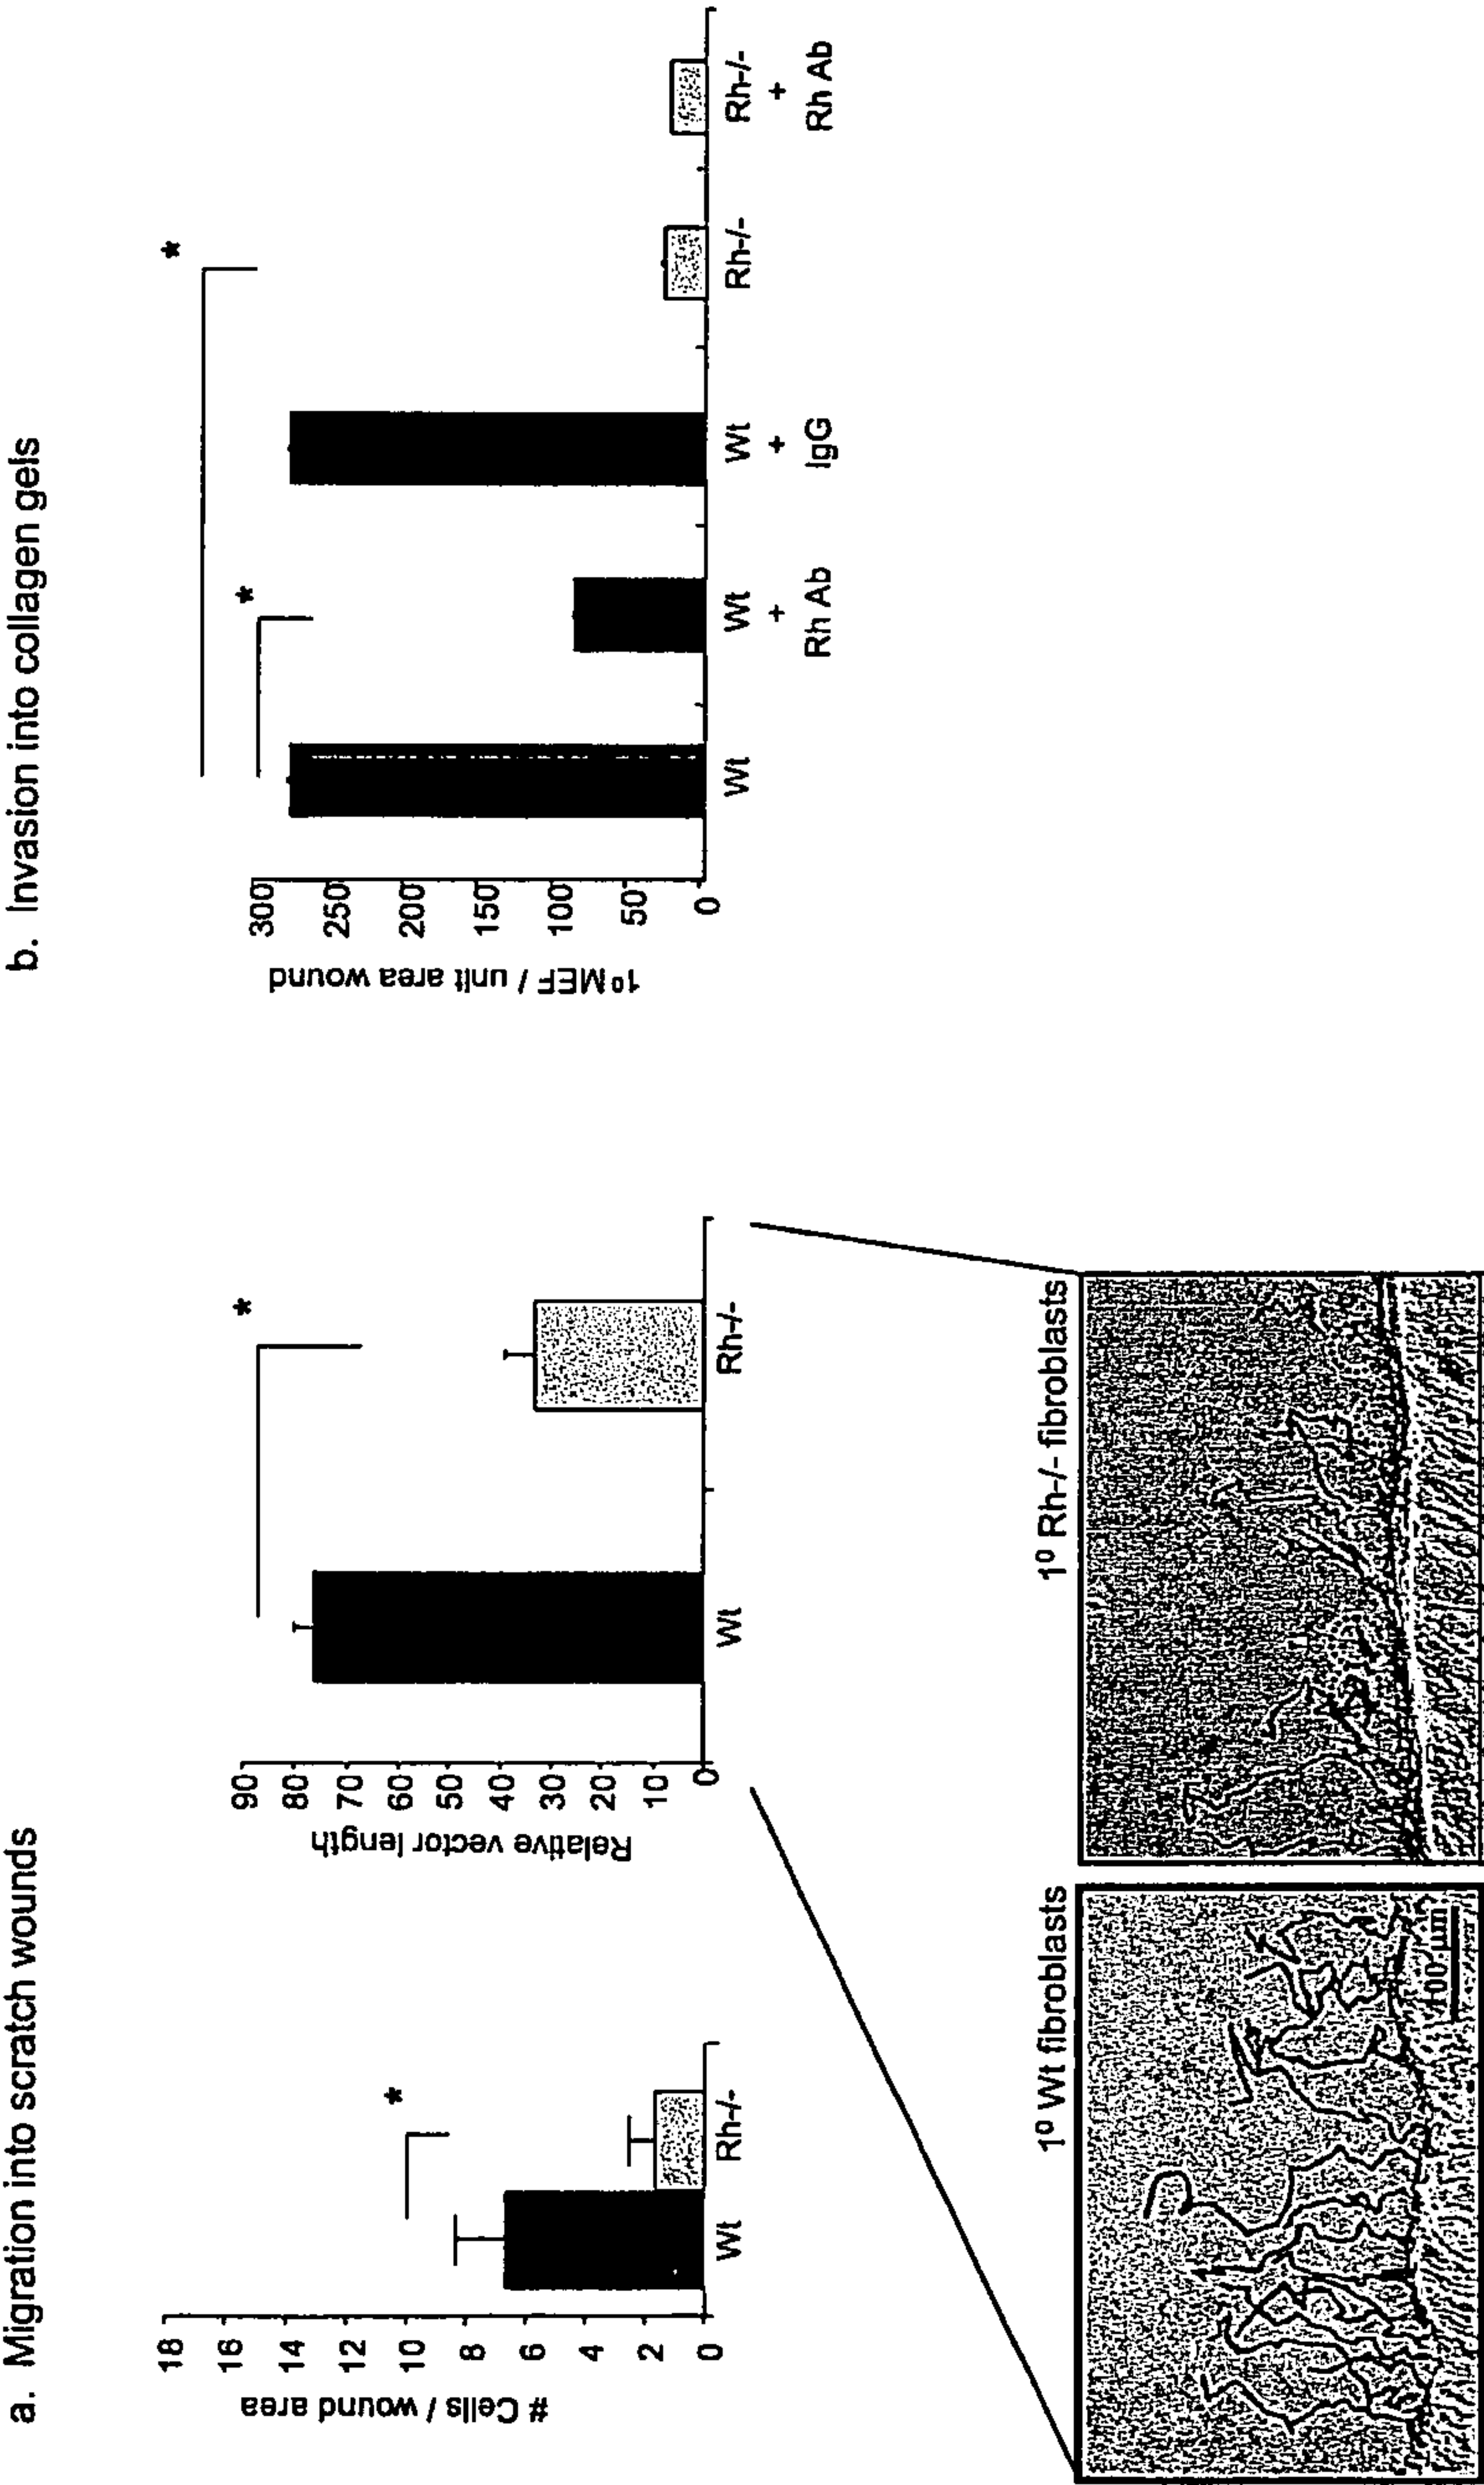 a. Migration into scratch wounds
# Cells / wound area
18
16
14
12
10
8
6
4
2
0
*
Wt
Rh-/-
Relative vector length
90
80
70
60
50
40
30
20
10
0
*
Wt
Rh-/-
1⁰ Wt fibroblasts
100 µm
1⁰ Rh-/- fibroblasts
b. Invasion into collagen gels
1º MEF / unit area wound
300
250
200
150
100
50
0
*
*
Wt
Wt + Rh Ab
Wt + IgG
Rh-/-
Rh-/- + Rh Ab